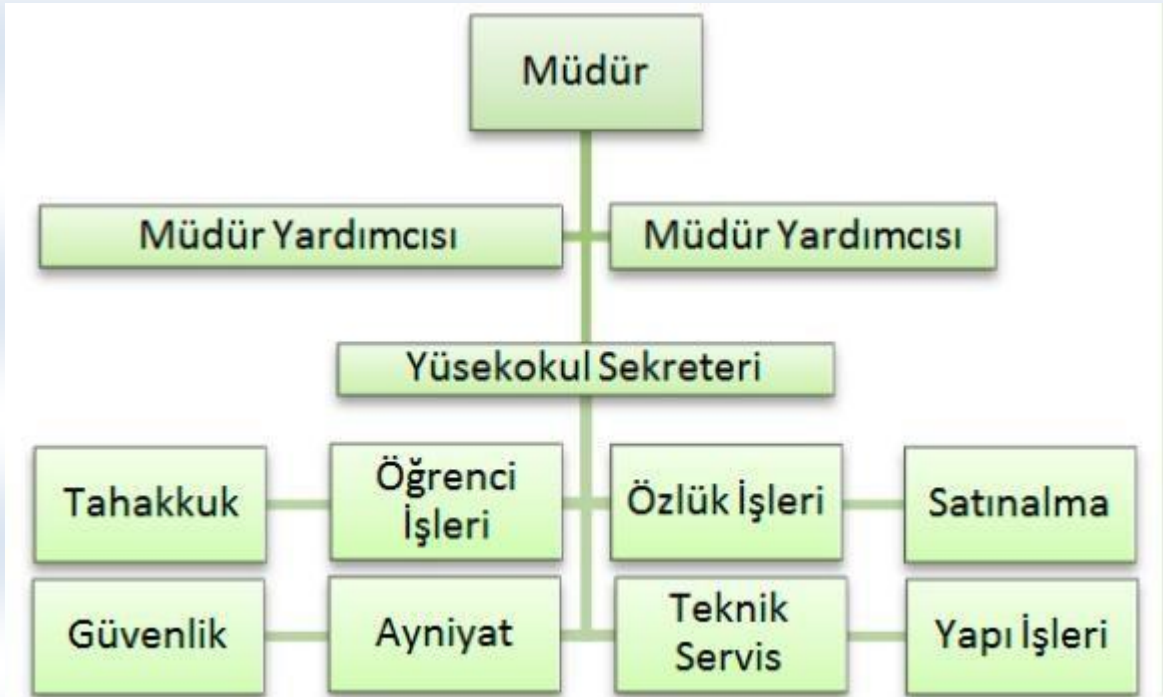 Müdür
Müdür Yardımcısı
Müdür Yardımcısı
Yüsekokul Sekreteri
Tahakkuk
Öğrenci
İşleri
Özlük İşleri
Satınalma
Güvenlik
Ayniyat
Teknik
Servis
Yapı İşleri